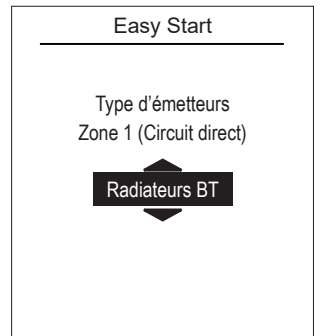 Easy Start
Type d'émetteurs
Zone 1 (Circuit direct)
Radiateurs BT